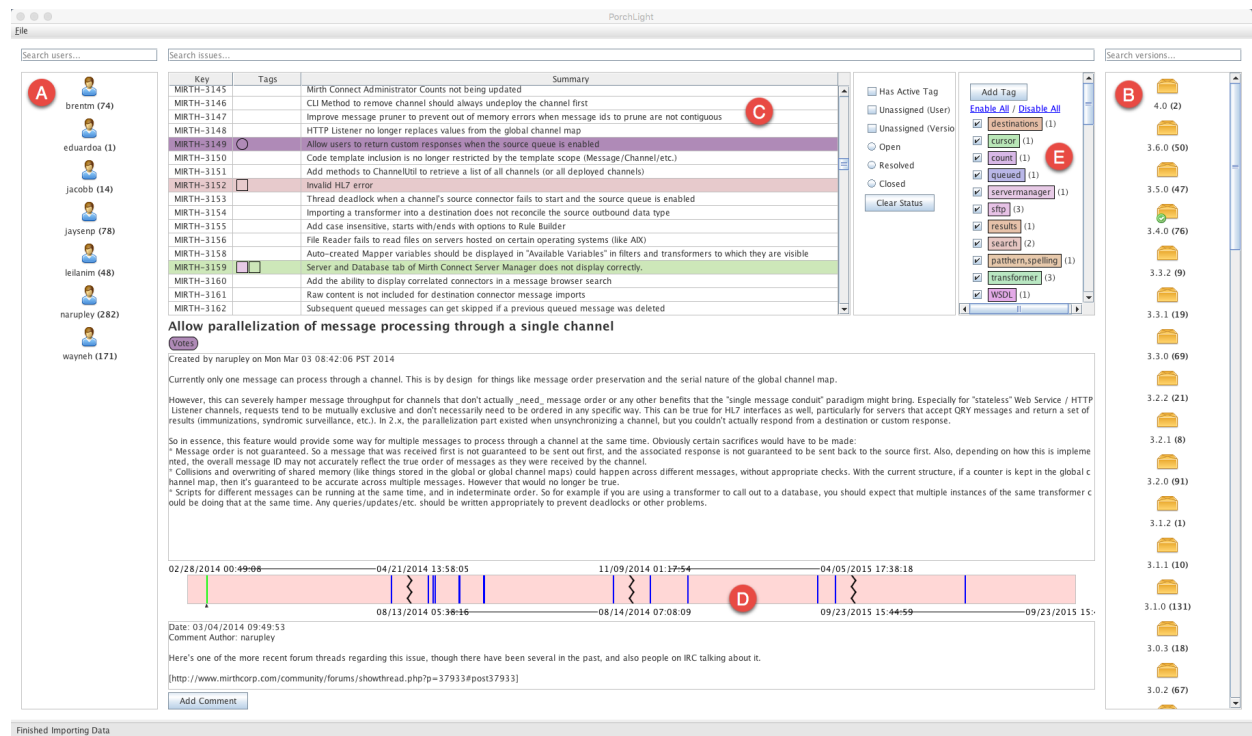 PorchLight
File
Search users...
Search issues...
Search versions...
A
brentm (74)
eduardoa (1)
jacobb (14)
jaysenp (78)
leilanim (48)
narupley (282)
wayneh (171)
Key Tags Summary
MIRTH-3145 Mirth Connect Administrator Counts not being updated
MIRTH-3146 CLI Method to remove channel should always undeploy the channel first
MIRTH-3147 Improve message pruner to prevent out of memory errors when message ids to prune are not contiguous
MIRTH-3148 HTTP Listener no longer replaces values from the global channel map
MIRTH-3149 Allow users to return custom responses when the source queue is enabled
MIRTH-3150 Code template inclusion is no longer restricted by the template scope (Message/Channel/etc.)
MIRTH-3151 Add methods to ChannelUtil to retrieve a list of all channels (or all deployed channels)
MIRTH-3152 Invalid HL7 error
MIRTH-3153 Thread deadlock when a channel's source connector fails to start and the source queue is enabled
MIRTH-3154 Importing a transformer into a destination does not reconcile the source outbound data type
MIRTH-3155 Add case insensitive, starts with/ends with options to Rule Builder
MIRTH-3156 File Reader fails to read files on servers hosted on certain operating systems (like AIX)
MIRTH-3158 Auto-created Mapper variables should be displayed in "Available Variables" in filters and transformers to which they are visible
MIRTH-3159 Server and Database tab of Mirth Connect Server Manager does not display correctly.
MIRTH-3160 Add the ability to display correlated connectors in a message browser search
MIRTH-3161 Raw content is not included for destination connector message imports
MIRTH-3162 Subsequent queued messages can get skipped if a previous queued message was deleted
C
Has Active Tag
Unassigned (User)
Unassigned (Versio
Open
Resolved
Closed
Clear Status
Add Tag
Enable All / Disable All
destinations (1)
cursor (1)
count (1)
queued (1)
servermanager (1)
sftp (3)
results (1)
search (2)
patthern,spelling (1)
transformer (3)
WSDL (1)
E
B
4.0 (2)
3.6.0 (50)
3.5.0 (47)
3.4.0 (76)
3.3.2 (9)
3.3.1 (19)
3.3.0 (69)
3.2.2 (21)
3.2.1 (8)
3.2.0 (91)
3.1.2 (1)
3.1.1 (10)
3.1.0 (131)
3.0.3 (18)
3.0.2 (67)
Allow parallelization of message processing through a single channel
Votes
Created by narupley on Mon Mar 03 08:42:06 PST 2014
Currently only one message can process through a channel. This is by design  for things like message order preservation and the serial nature of the global channel map.
However, this can severely hamper message throughput for channels that don't actually _need_ message order or any other benefits that the "single message conduit" paradigm might bring. Especially for "stateless" Web Service / HTTP
Listener channels, requests tend to be mutually exclusive and don't necessarily need to be ordered in any specific way. This can be true for HL7 interfaces as well, particularly for servers that accept QRY messages and return a set of
results (immunizations, syndromic surveillance, etc.). In 2.x, the parallelization part existed when unsynchronizing a channel, but you couldn't actually respond from a destination or custom response.
So in essence, this feature would provide some way for multiple messages to process through a channel at the same time. Obviously certain sacrifices would have to be made:
* Message order is not guaranteed. So a message that was received first is not guaranteed to be sent out first, and the associated response is not guaranteed to be sent back to the source first. Also, depending on how this is impleme
nted, the overall message ID may not accurately reflect the true order of messages as they were received by the channel.
* Collisions and overwriting of shared memory (like things stored in the global or global channel maps) could happen across different messages, without appropriate checks. With the current structure, if a counter is kept in the global c
hannel map, then it's guaranteed to be accurate across multiple messages. However that would no longer be true.
* Scripts for different messages can be running at the same time, and in indeterminate order. So for example if you are using a transformer to call out to a database, you should expect that multiple instances of the same transformer c
ould be doing that at the same time. Any queries/updates/etc. should be written appropriately to prevent deadlocks or other problems.
02/28/2014 00:49:08 04/21/2014 13:58:05 11/09/2014 01:17:54 04/05/2015 17:38:18
D
08/13/2014 05:38:16 08/14/2014 07:08:09 09/23/2015 15:44:59 09/23/2015 15:
Date: 03/04/2014 09:49:53
Comment Author: narupley
Here's one of the more recent forum threads regarding this issue, though there have been several in the past, and also people on IRC talking about it.
[http://www.mirthcorp.com/community/forums/showthread.php?p=37933#post37933]
Add Comment
Finished Importing Data